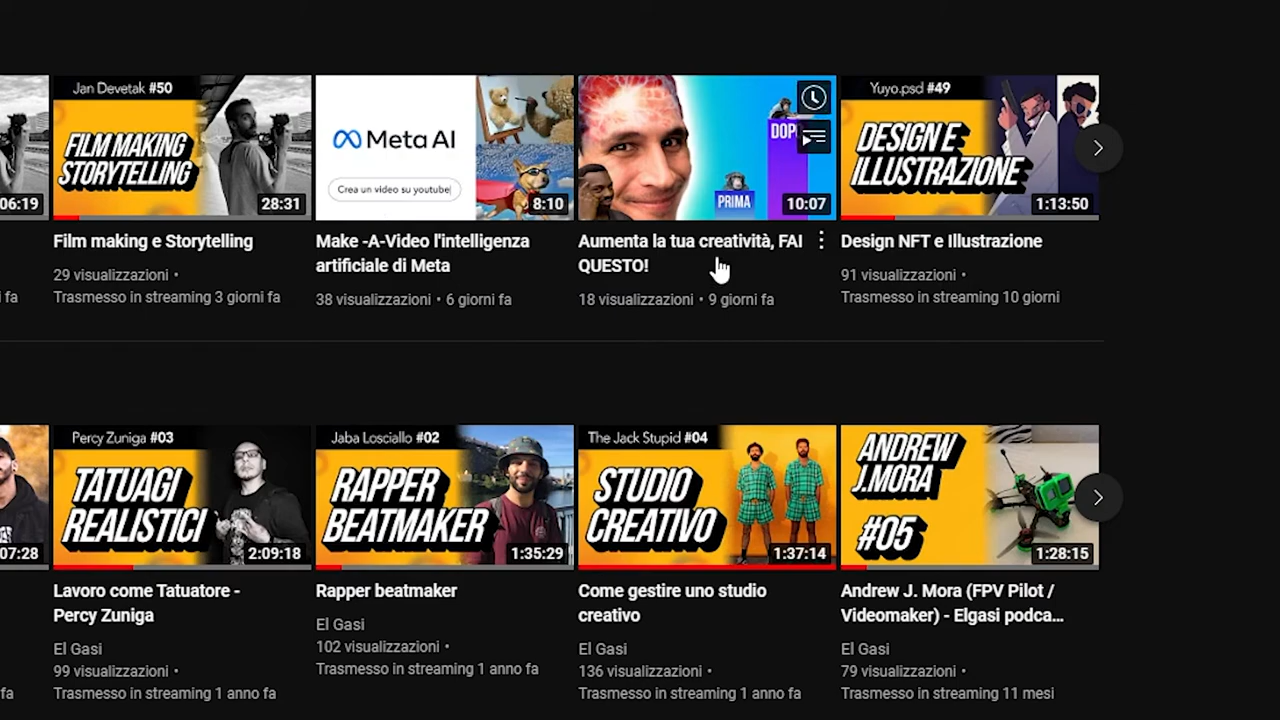 Jan Devetak #50
FILM MAKING
STORYTELLING
06:19
28:31
Meta AI
Crea un video su youtube
8:10
DOP
PRIMA
10:07
Yuyo.psd #49
DESIGN E
ILLUSTRAZIONE
1:13:50
Film making e Storytelling
29 visualizzazioni •
i fa
Trasmesso in streaming 3 giorni fa
Make -A-Video l'intelligenza
artificiale di Meta
38 visualizzazioni • 6 giorni fa
Aumenta la tua creatività, FAI
QUESTO!
18 visualizzazioni • 9 giorni fa
Design NFT e Illustrazione
91 visualizzazioni •
Trasmesso in streaming 10 giorni
Percy Zuniga #03
TATUAGI
REALISTICI
07:28
2:09:18
Jaba Losciallo #02
RAPPER
BEATMAKER
1:35:29
The Jack Stupid #04
STUDIO
CREATIVO
1:37:14
ANDREW
J.MORA
#05
1:28:15
Lavoro come Tatuatore -
Percy Zuniga
El Gasi
99 visualizzazioni •
fa
Trasmesso in streaming 1 anno fa
Rapper beatmaker
El Gasi
102 visualizzazioni •
Trasmesso in streaming 1 anno fa
Come gestire uno studio
creativo
El Gasi
136 visualizzazioni •
Trasmesso in streaming 1 anno fa
Andrew J. Mora (FPV Pilot /
Videomaker) - Elgasi podca...
El Gasi
79 visualizzazioni •
Trasmesso in streaming 11 mesi